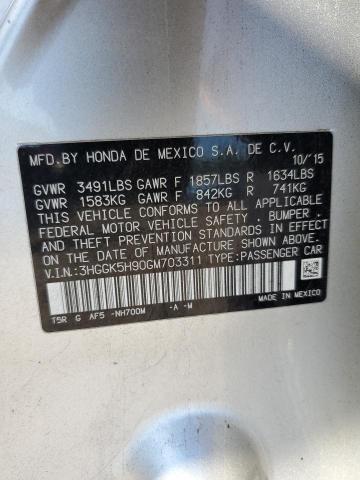 MFD. BY HONDA DE MEXICO S.A. DE C.V.
10/'15
GVWR 3491LBS GAWR F 1857LBS R 1634LBS
GVWR 1583KG GAWR F 842KG R 741KG
THIS VEHICLE CONFORMS TO ALL APPLICABLE
FEDERAL MOTOR VEHICLE SAFETY, BUMPER,
AND THEFT PREVENTION STANDARDS IN EFFECT
ON THE DATE OF MANUFACTURE SHOWN ABOVE.
V.I.N:3HGGK5H90GM703311 TYPE:PASSENGER CAR
T5R G AF5 -NH700M -A -M
MADE IN MEXICO